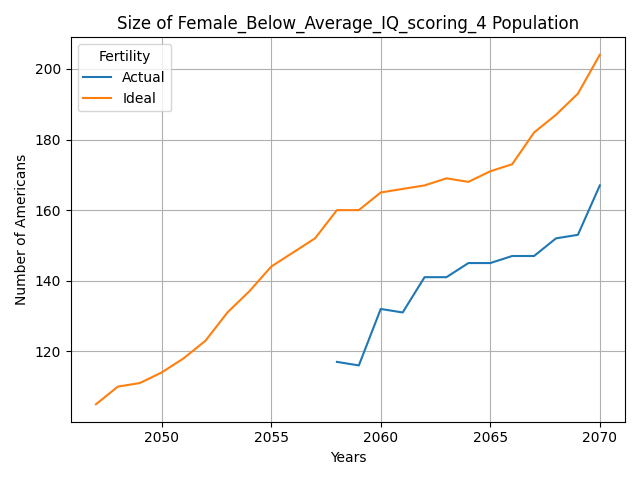 Size of Female_Below_Average_IQ_scoring_4 Population
Fertility
Actual
Ideal
Number of Americans
200
180
160
140
120
2050 2055 2060 2065 2070
Years